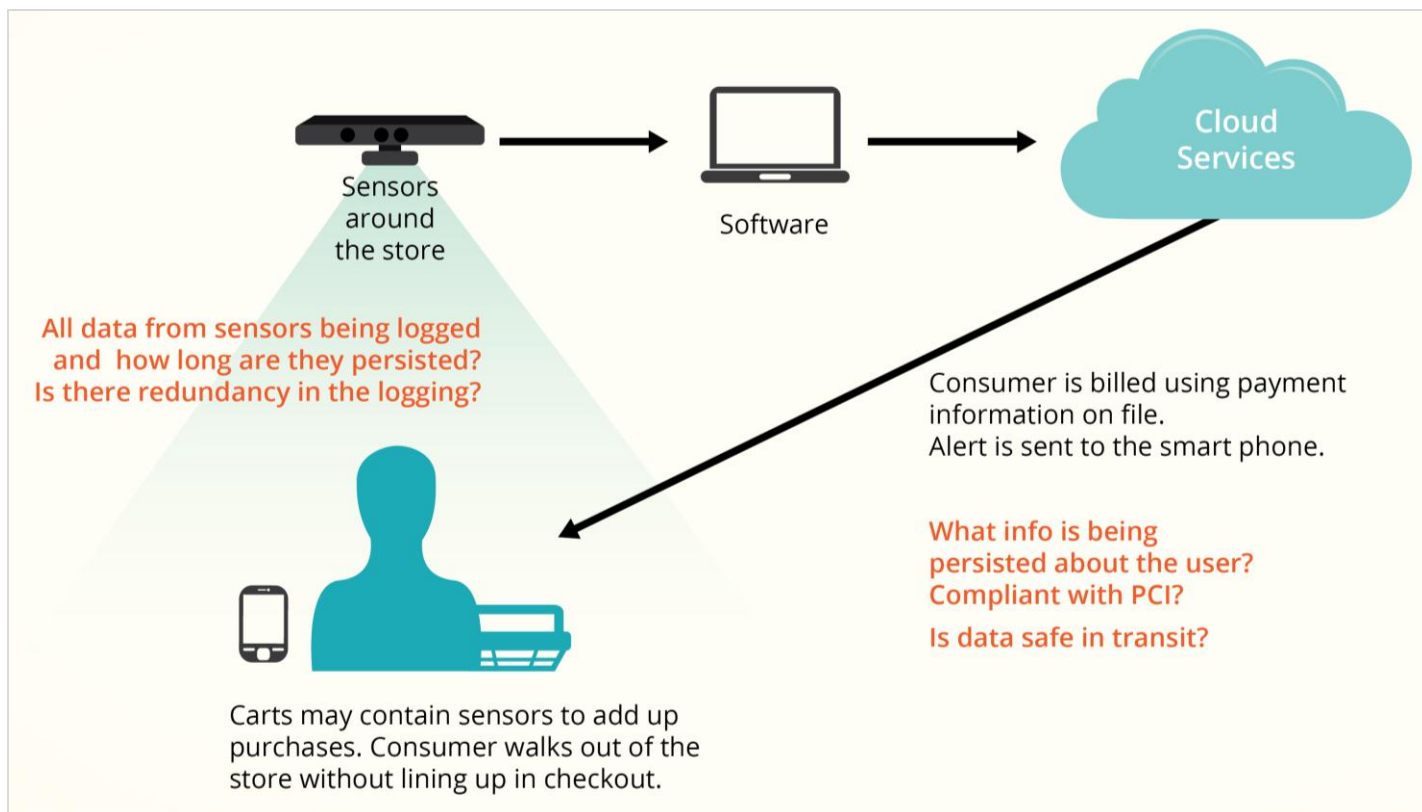 Cloud
Services
Sensors
around
the store
Software
All data from sensors being logged
and how long are they persisted?
Is there redundancy in the logging?
Consumer is billed using payment
information on file.
Alert is sent to the smart phone.
What info is being
persisted about the user?
Compliant with PCI?
Is data safe in transit?
Carts may contain sensors to add up
purchases. Consumer walks out of the
store without lining up in checkout.